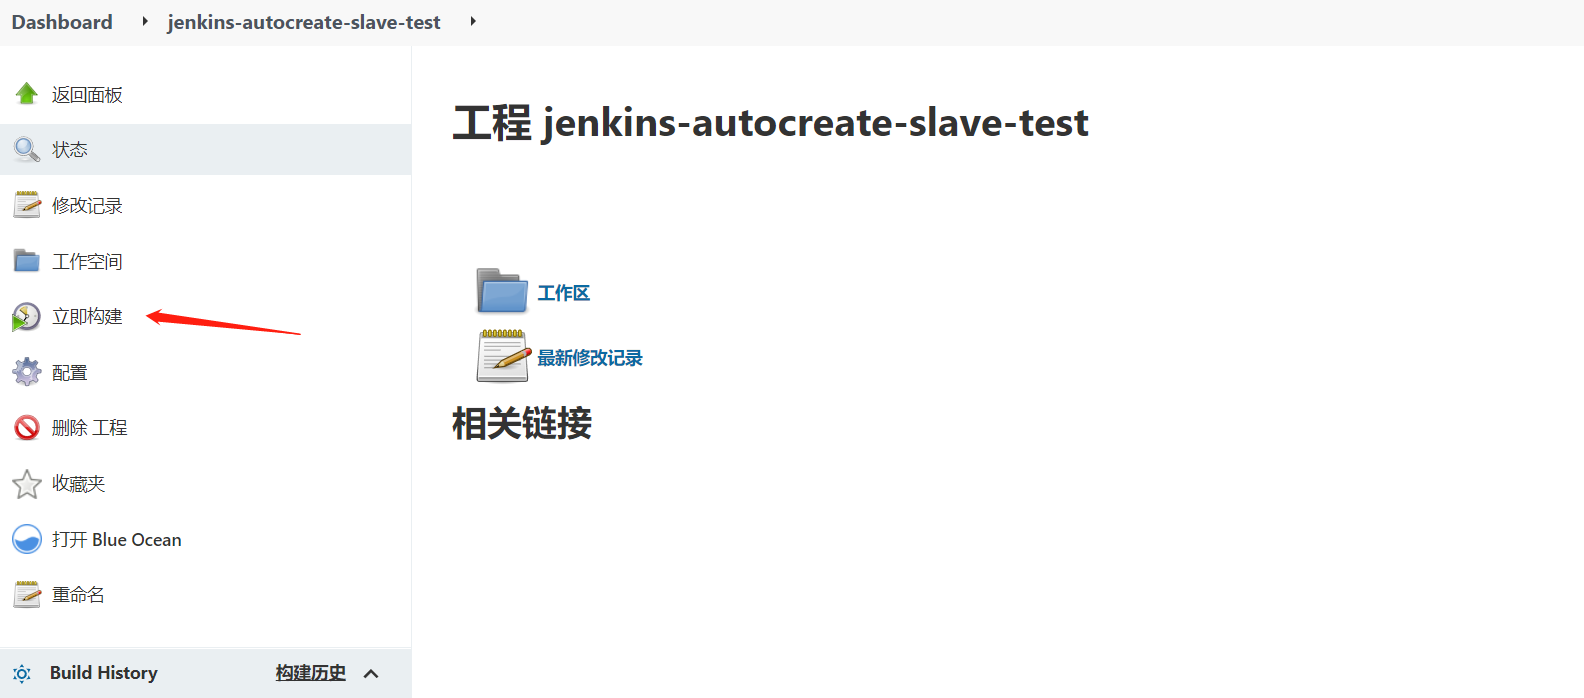 Dashboard jenkins-autocreate-slave-test
返回面板
状态
修改记录
工作空间
立即构建
配置
删除 工程
收藏夹
打开 Blue Ocean
重命名
Build History 构建历史
工程 jenkins-autocreate-slave-test
工作区
最新修改记录
相关链接